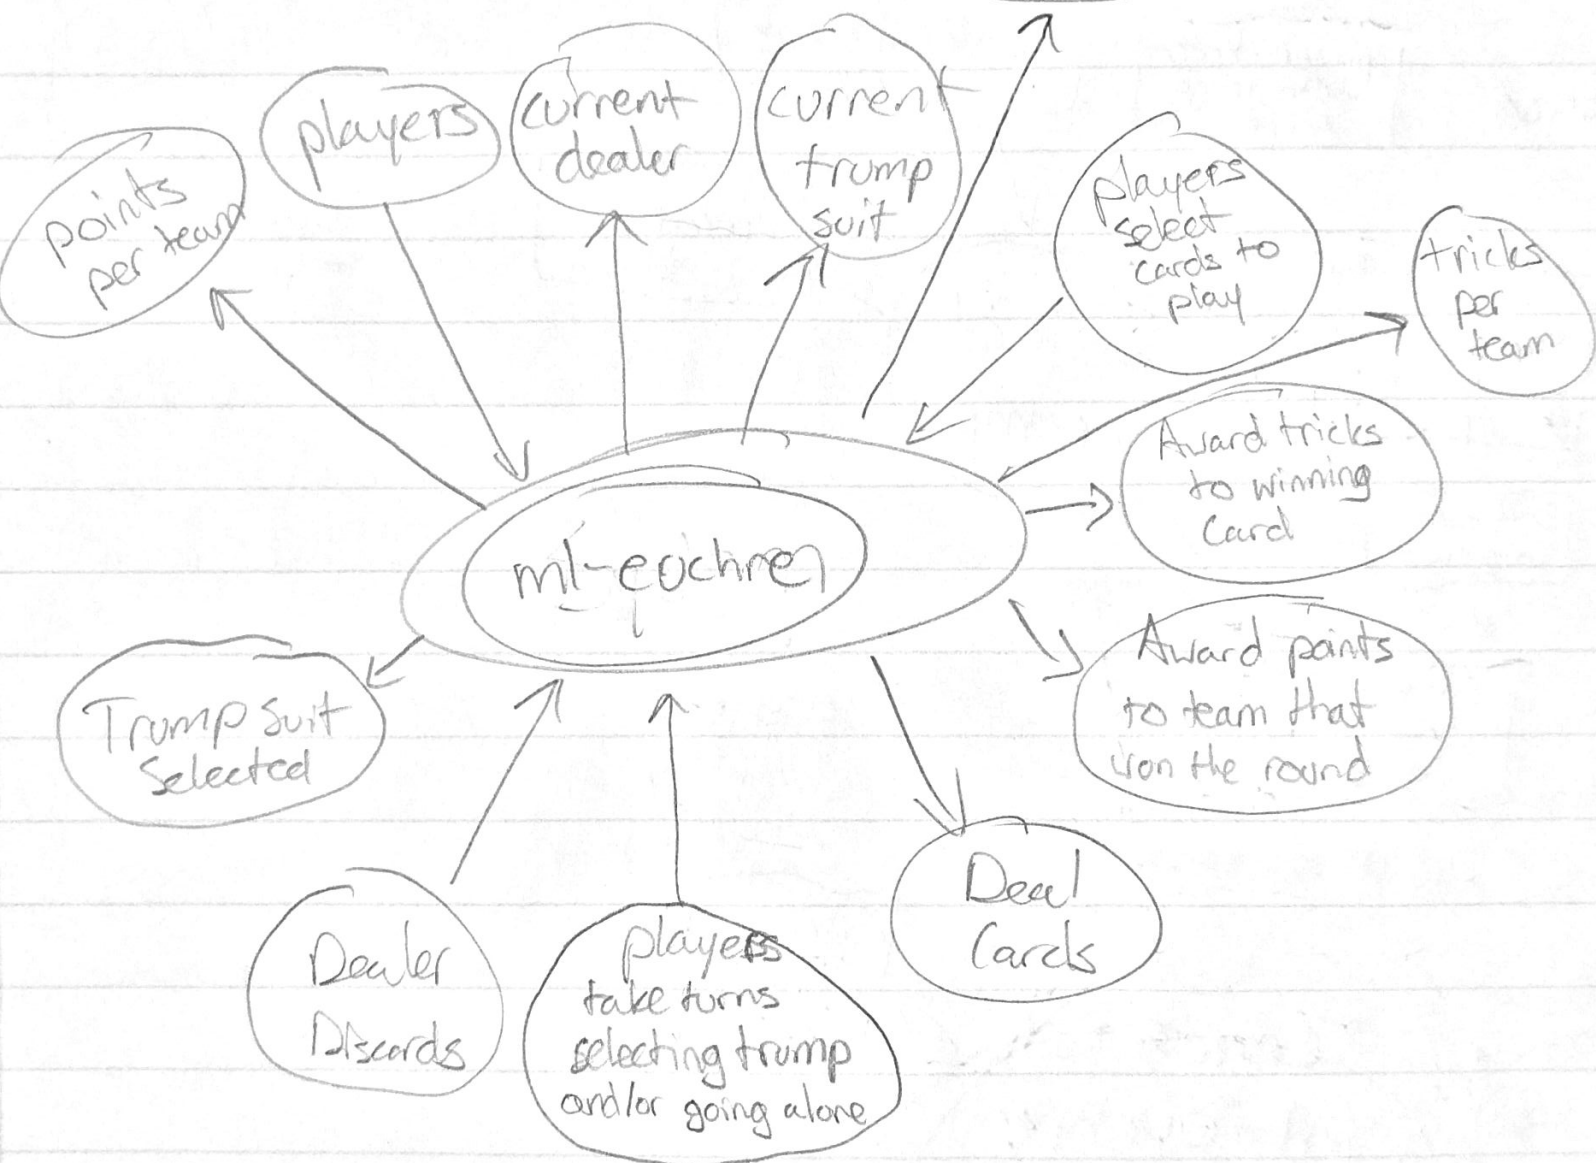 players
current
dealer
current
trump
suit
points
per team
players
select
cards to
play
tricks
per
team
Award tricks
to winning
Card
ml-euchre
Award points
to team that
won the round
Trump suit
Selected
Deal
Cards
Dealer
Discards
players
take turns
selecting trump
and/or going alone